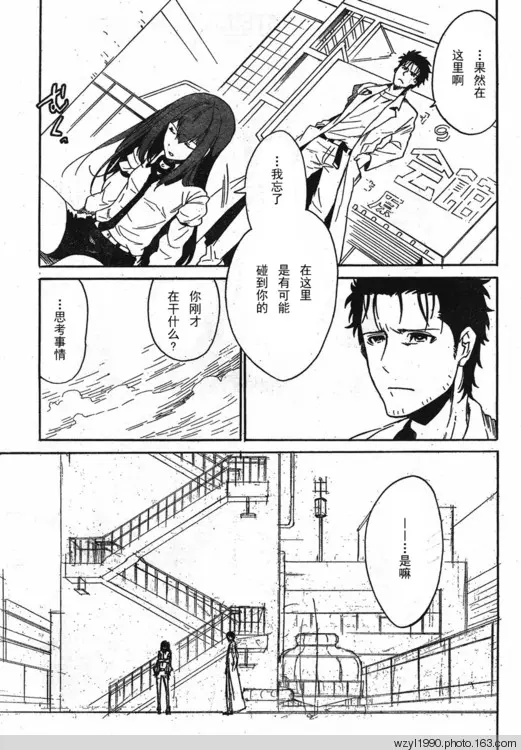 …果然在
这里啊
…我忘了
会館
在这里
是有可能
碰到你的
你刚才
在干什么？
…思考事情
——…是嘛
http://wzyl1990.photo.163.com